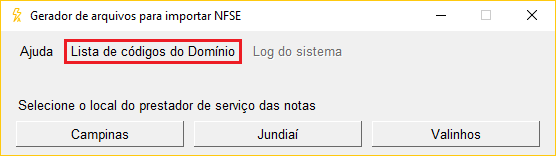 Gerador de arquivos para importar NFSE
Ajuda Lista de códigos do Domínio Log do sistema
Selecione o local do prestador de serviço das notas
Campinas Jundiaí Valinhos